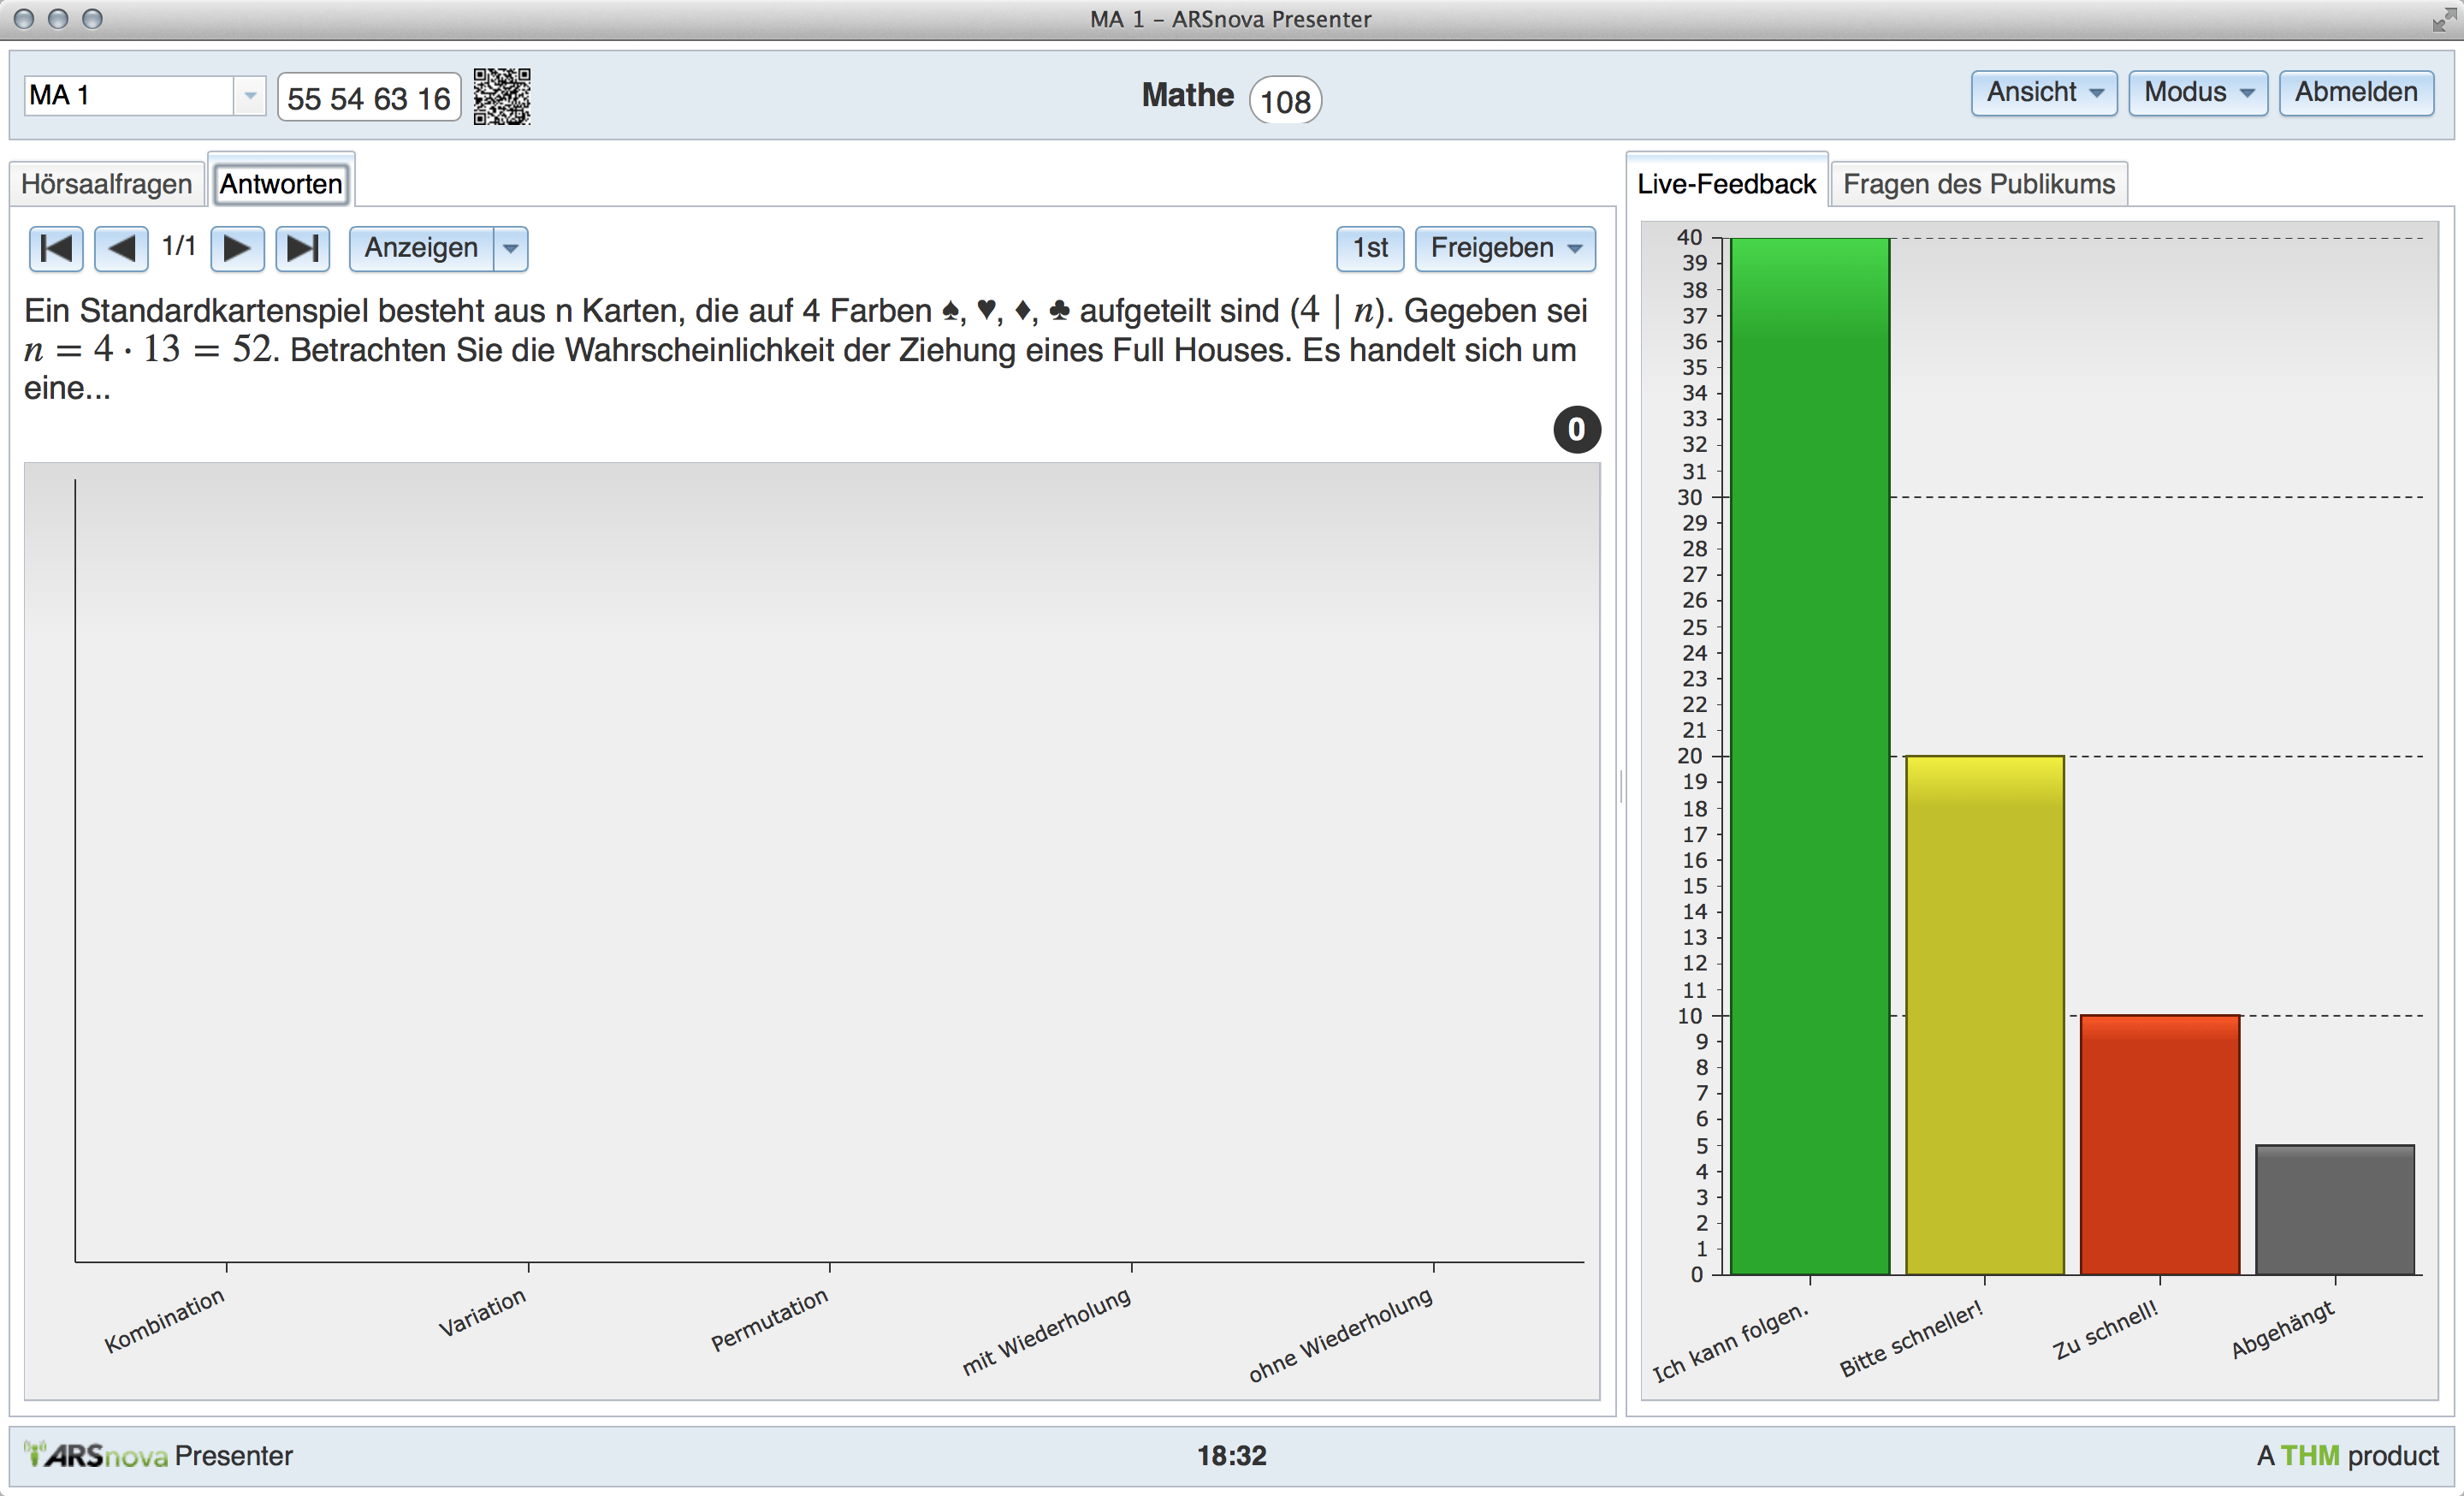 MA 1 – ARSnova Presenter
MA 1
55 54 63 16
Mathe 108
Ansicht
Modus
Abmelden
Hörsaalfragen
Antworten
1/1
Anzeigen
1st
Freigeben
Ein Standardkartenspiel besteht aus n Karten, die auf 4 Farben ♠, ♥, ♦, ♣ aufgeteilt sind (4 | n). Gegeben sei
n = 4 · 13 = 52. Betrachten Sie die Wahrscheinlichkeit der Ziehung eines Full Houses. Es handelt sich um
eine...
0
Kombination
Variation
Permutation
mit Wiederholung
ohne Wiederholung
Live-Feedback
Fragen des Publikums
40
39
38
37
36
35
34
33
32
31
30
29
28
27
26
25
24
23
22
21
20
19
18
17
16
15
14
13
12
11
10
9
8
7
6
5
4
3
2
1
0
Ich kann folgen.
Bitte schneller!
Zu schnell!
Abgehängt
ARSnova Presenter
18:32
A THM product